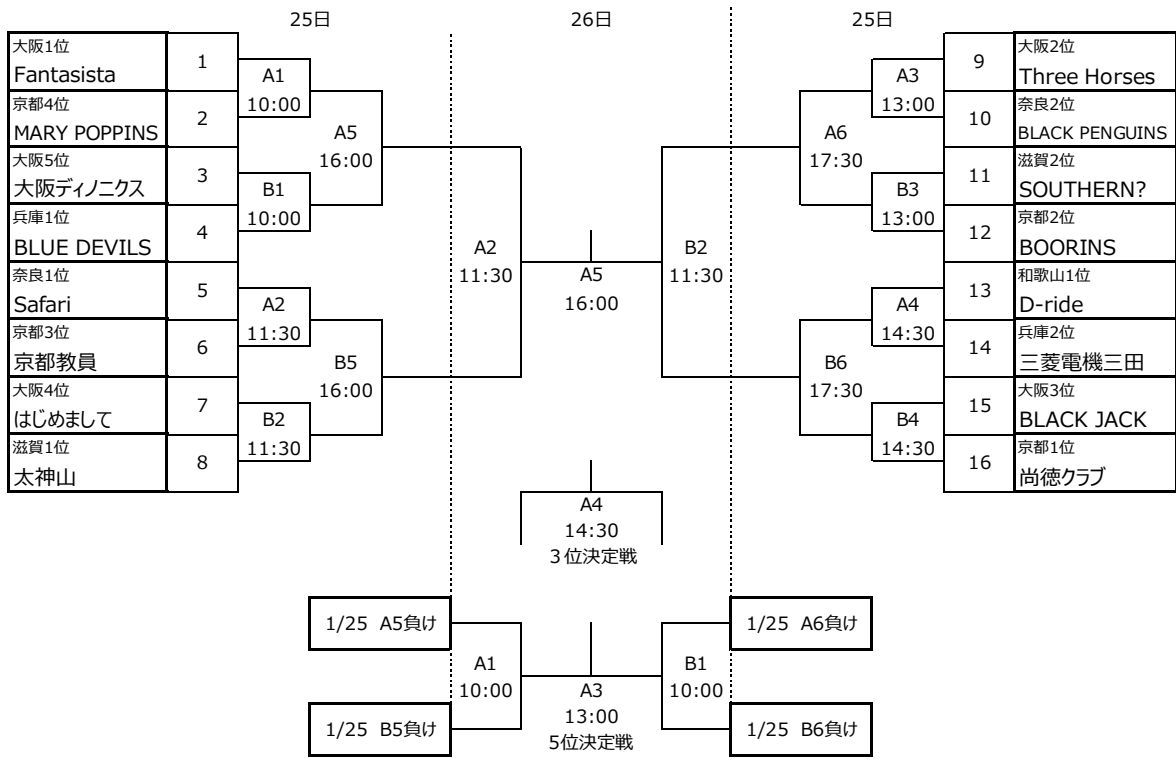 25日
26日
25日
大阪1位
Fantasista
1
京都4位
MARY POPPINS
2
大阪5位
大阪ディノニクス
3
兵庫1位
BLUE DEVILS
4
奈良1位
Safari
5
京都3位
京都教員
6
大阪4位
はじめまして
7
滋賀1位
太神山
8
A1
10:00
B1
10:00
A2
11:30
B2
11:30
A5
16:00
B5
16:00
A2
11:30
A5
16:00
B2
11:30
A6
17:30
B6
17:30
A3
13:00
B3
13:00
A4
14:30
B4
14:30
9
大阪2位
Three Horses
10
奈良2位
BLACK PENGUINS
11
滋賀2位
SOUTHERN?
12
京都2位
BOORINS
13
和歌山1位
D-ride
14
兵庫2位
三菱電機三田
15
大阪3位
BLACK JACK
16
京都1位
尚徳クラブ
A4
14:30
３位決定戦
1/25 A5負け
1/25 B5負け
A1
10:00
A3
13:00
5位決定戦
B1
10:00
1/25 A6負け
1/25 B6負け